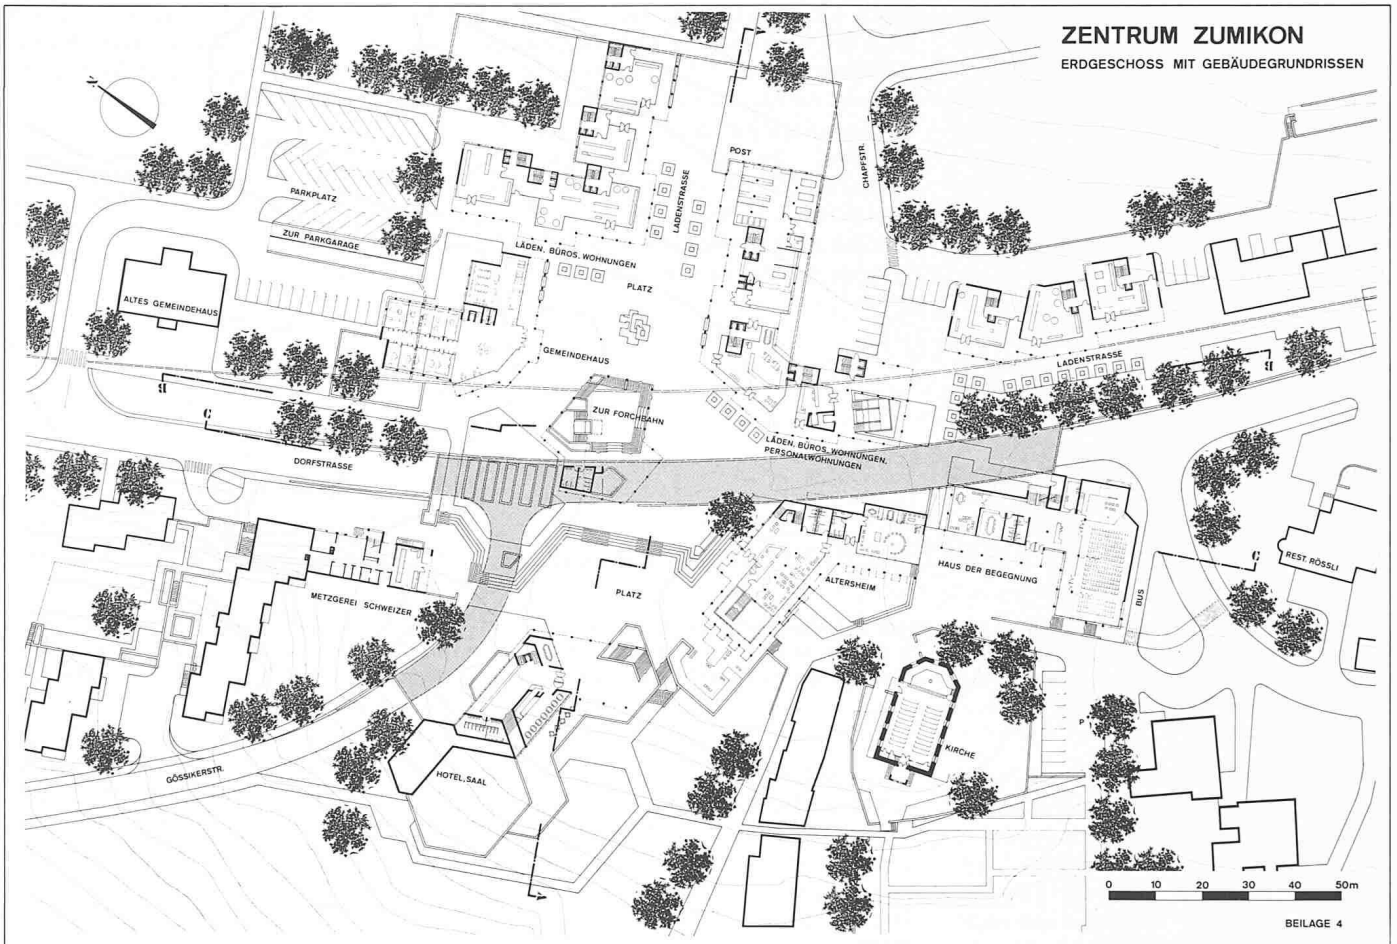 ZENTRUM ZUMIKON
ERDGESCHOSS MIT GEBÄUDEGRUNDRISSEN
POST
CHAPFSTR.
PARKPLATZ
LADENSTRASSE
ZUR PARKGARAGE
LÄDEN, BÜROS, WOHNUNGEN
PLATZ
ALTES GEMEINDEHAUS
GEMEINDEHAUS
LADENSTRASSE
B
B
C
ZUR FORCHBAHN
LÄDEN, BÜROS, WOHNUNGEN,
PERSONALWOHNUNGEN
DORFSTRASSE
C
REST. RÖSSLI
HAUS DER BEGEGNUNG
ALTERSHEIM
PLATZ
METZGEREI SCHWEIZER
BUS
P
KIRCHE
GÖSSIKERSTR.
HOTEL, SAAL
A
0 10 20 30 40 50m
BEILAGE 4